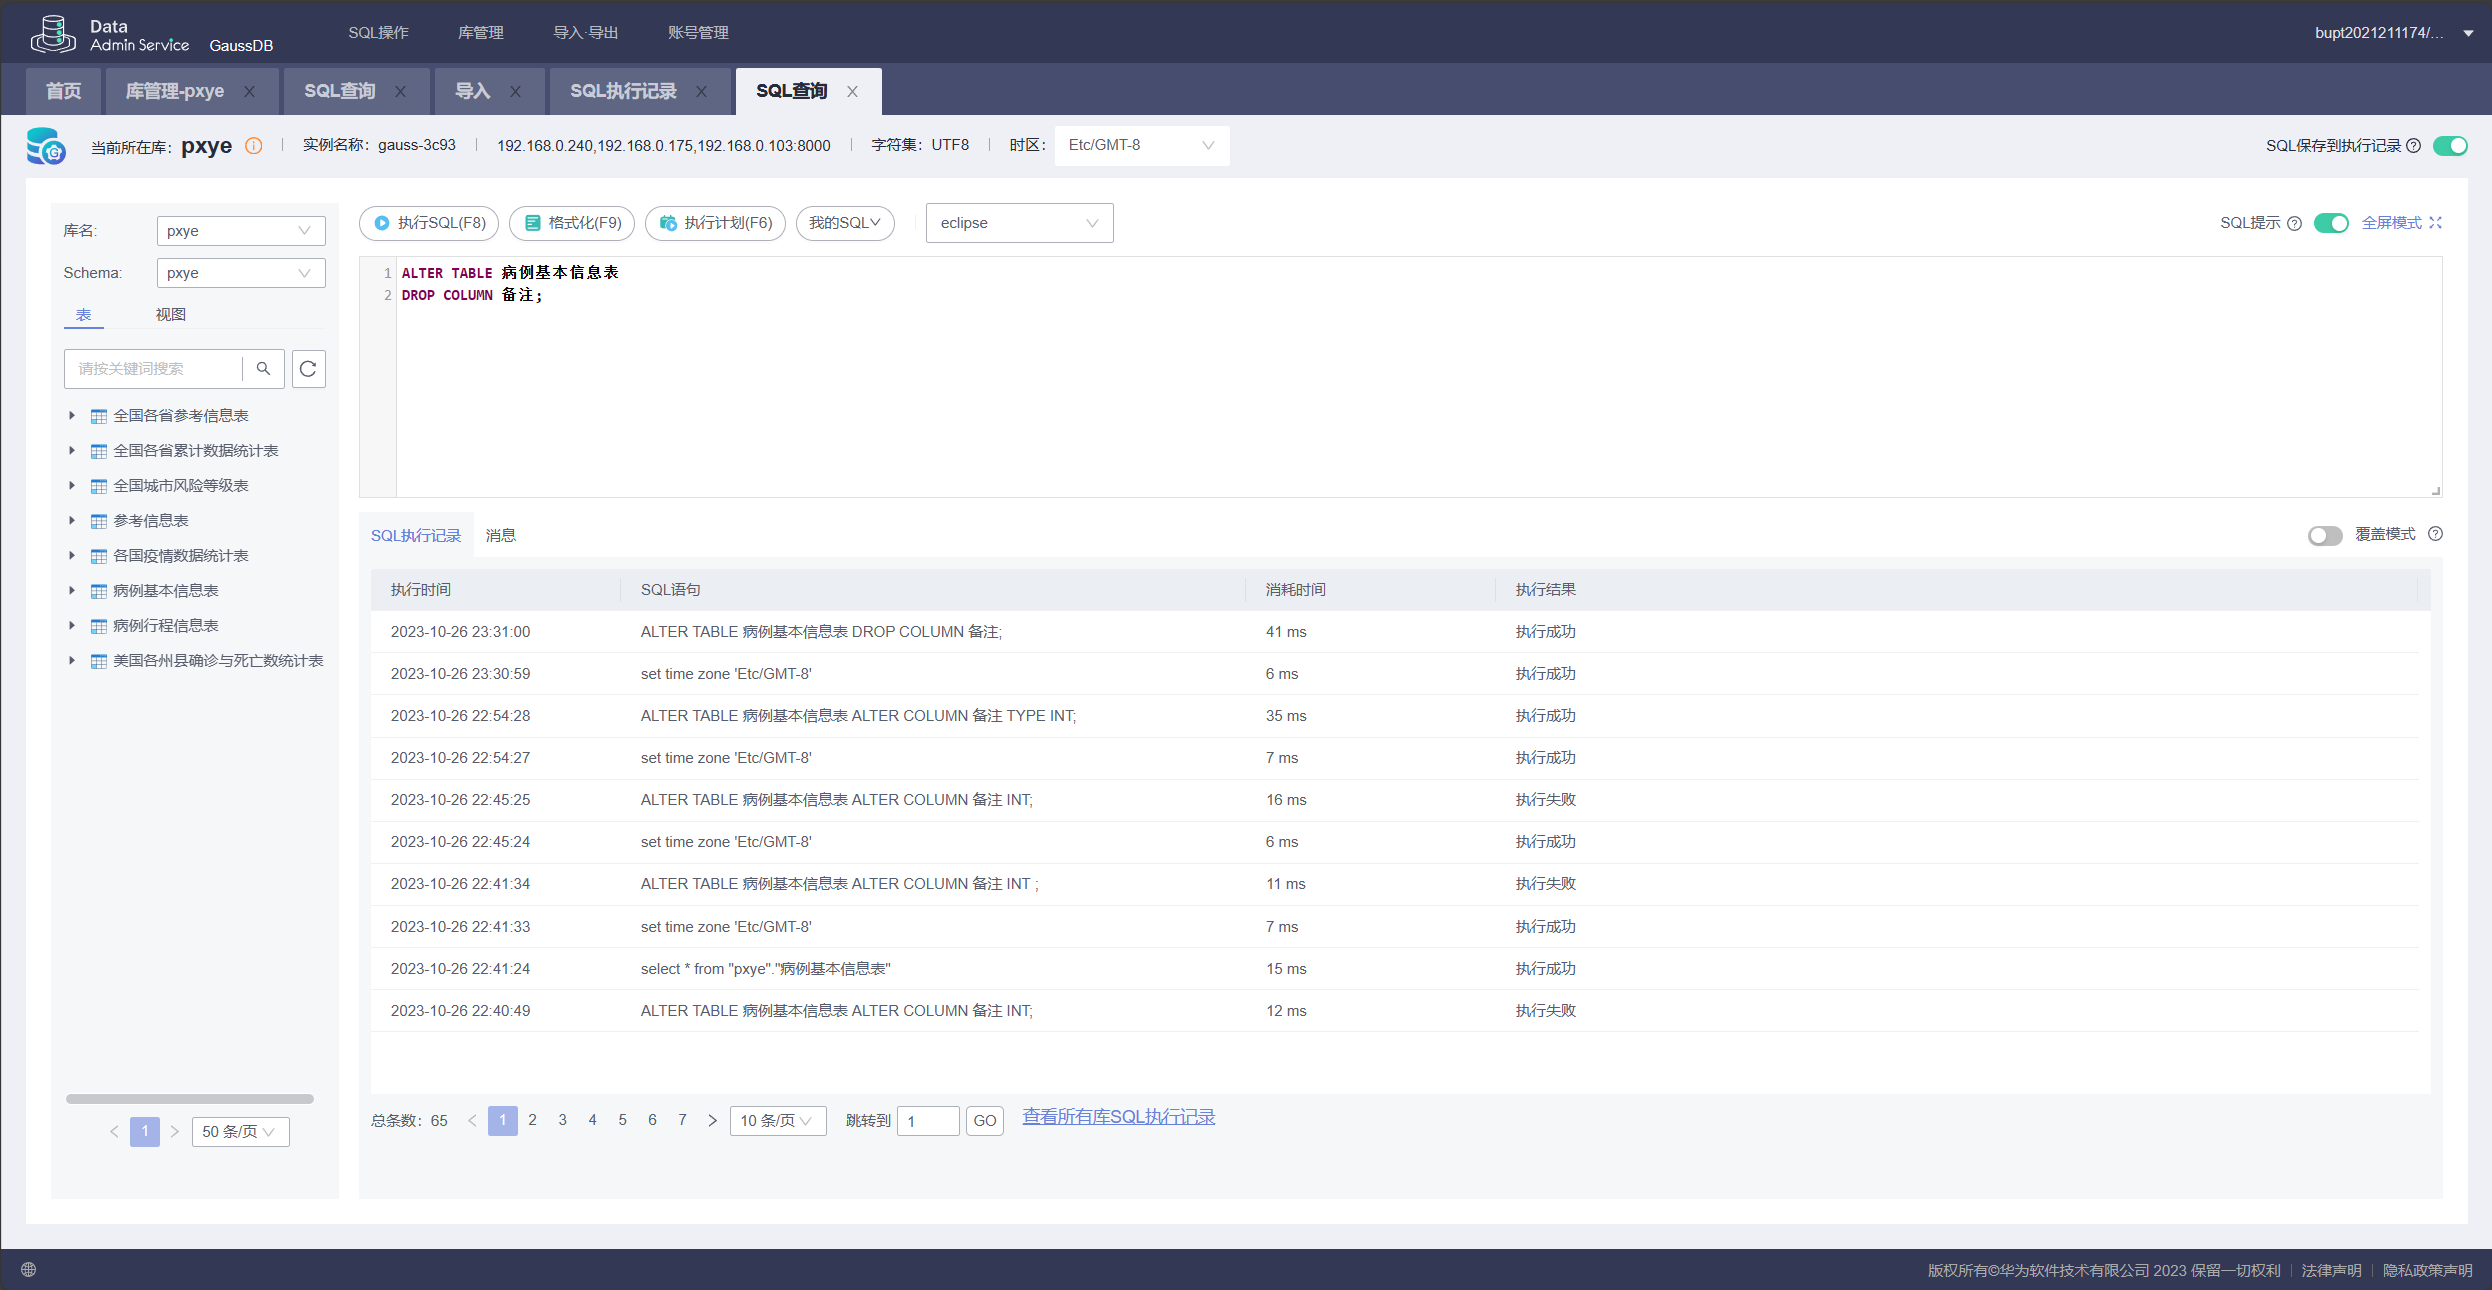 Data
Admin Service GaussDB SQL操作 库管理 导入·导出 账号管理 bupt2021211174/...
首页 库管理-pxye X SQL查询 X 导入 X SQL执行记录 X SQL查询 X
当前所在库: pxye 实例名称: gauss-3c93 192.168.0.240,192.168.0.175,192.168.0.103:8000 字符集: UTF8 时区: Etc/GMT-8 SQL保存到执行记录
库名: pxye
Schema: pxye
表 视图
请按关键词搜索
全国各省参考信息表
全国各省累计数据统计表
全国城市风险等级表
参考信息表
各国疫情数据统计表
病例基本信息表
病例行程信息表
美国各州县确诊与死亡数统计表
< 1 > 50 条/页
执行SQL(F8) 格式化(F9) 执行计划(F6) 我的SQL eclipse SQL提示 全屏模式
1 ALTER TABLE 病例基本信息表
2 DROP COLUMN 备注;
SQL执行记录 消息 覆盖模式
执行时间 SQL语句 消耗时间 执行结果
2023-10-26 23:31:00 ALTER TABLE 病例基本信息表 DROP COLUMN 备注; 41 ms 执行成功
2023-10-26 23:30:59 set time zone 'Etc/GMT-8' 6 ms 执行成功
2023-10-26 22:54:28 ALTER TABLE 病例基本信息表 ALTER COLUMN 备注 TYPE INT; 35 ms 执行成功
2023-10-26 22:54:27 set time zone 'Etc/GMT-8' 7 ms 执行成功
2023-10-26 22:45:25 ALTER TABLE 病例基本信息表 ALTER COLUMN 备注 INT; 16 ms 执行失败
2023-10-26 22:45:24 set time zone 'Etc/GMT-8' 6 ms 执行成功
2023-10-26 22:41:34 ALTER TABLE 病例基本信息表 ALTER COLUMN 备注 INT ; 11 ms 执行失败
2023-10-26 22:41:33 set time zone 'Etc/GMT-8' 7 ms 执行成功
2023-10-26 22:41:24 select * from "pxye"."病例基本信息表" 15 ms 执行成功
2023-10-26 22:40:49 ALTER TABLE 病例基本信息表 ALTER COLUMN 备注 INT; 12 ms 执行失败
总条数: 65 < 1 2 3 4 5 6 7 > 10 条/页 跳转到 1 GO 查看所有库SQL执行记录
版权所有©华为软件技术有限公司 2023 保留一切权利 法律声明 隐私政策声明